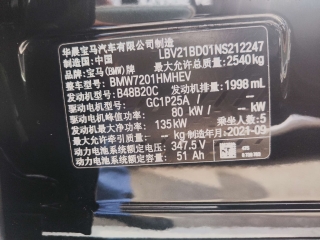 华晨宝马汽车有限公司制造
制造国：中国 LBV21BD01NS212247
品牌：宝马(BMW)牌 最大允许总质量：2540 kg
整车型号：BMW7201HMHEV
发动机型号：B48B20C 发动机排量：1998 mL
驱动电机型号：GC1P25A / —
驱动电机峰值功率：80 kW / — kW
发动机最大净功率：135 kW 乘坐人数：5
最大允许牵引质量：— kg 制造年月：2021-09
动力电池系统额定电压：347.5 V
动力电池系统额定容量：51 Ah